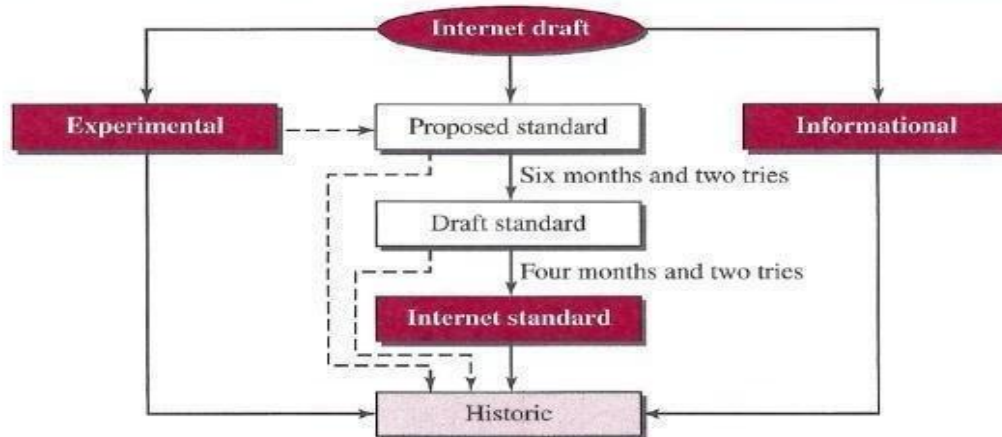 Internet draft
Experimental
Proposed standard
Informational
Six months and two tries
Draft standard
Four months and two tries
Internet standard
Historic